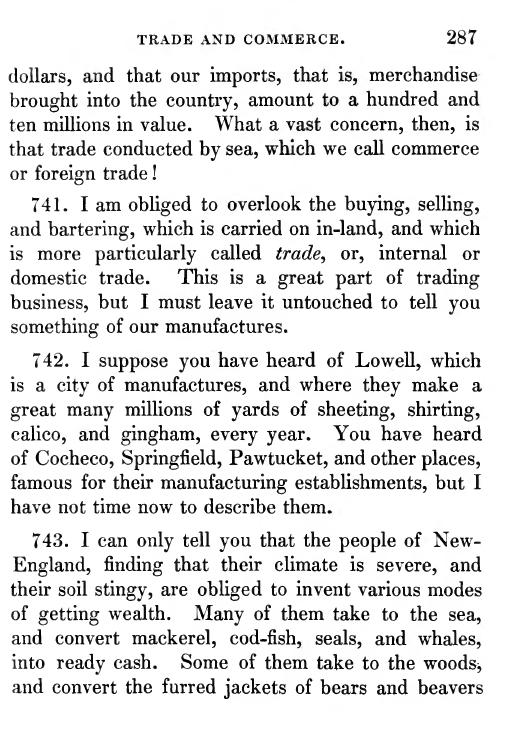 TRADE AND COMMERCE. 287
dollars, and that our imports, that is, merchandise
brought into the country, amount to a hundred and
ten millions in value. What a vast concern, then, is
that trade conducted by sea, which we call commerce
or foreign trade!
741. I am obliged to overlook the buying, selling,
and bartering, which is carried on in-land, and which
is more particularly called trade, or, internal or
domestic trade. This is a great part of trading
business, but I must leave it untouched to tell you
something of our manufactures.
742. I suppose you have heard of Lowell, which
is a city of manufactures, and where they make a
great many millions of yards of sheeting, shirting,
calico, and gingham, every year. You have heard
of Cocheco, Springfield, Pawtucket, and other places,
famous for their manufacturing establishments, but I
have not time now to describe them.
743. I can only tell you that the people of New-
England, finding that their climate is severe, and
their soil stingy, are obliged to invent various modes
of getting wealth. Many of them take to the sea,
and convert mackerel, cod-fish, seals, and whales,
into ready cash. Some of them take to the woods,
and convert the furred jackets of bears and beavers